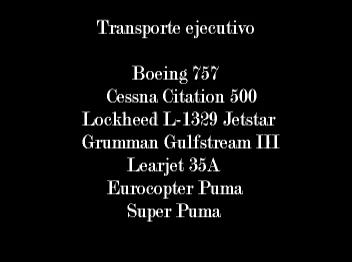 Transporte ejecutivo
Boeing 757
Cessna Citation 500
Lockheed L-1329 Jetstar
Grumman Gulfstream III
Learjet 35A
Eurocopter Puma
Super Puma